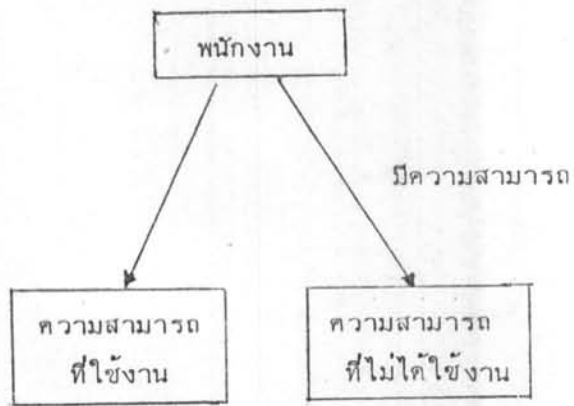 พนักงาน
มีความสามารถ
ความสามารถ
ที่ใช้งาน
ความสามารถ
ที่ไม่ได้ใช้งาน